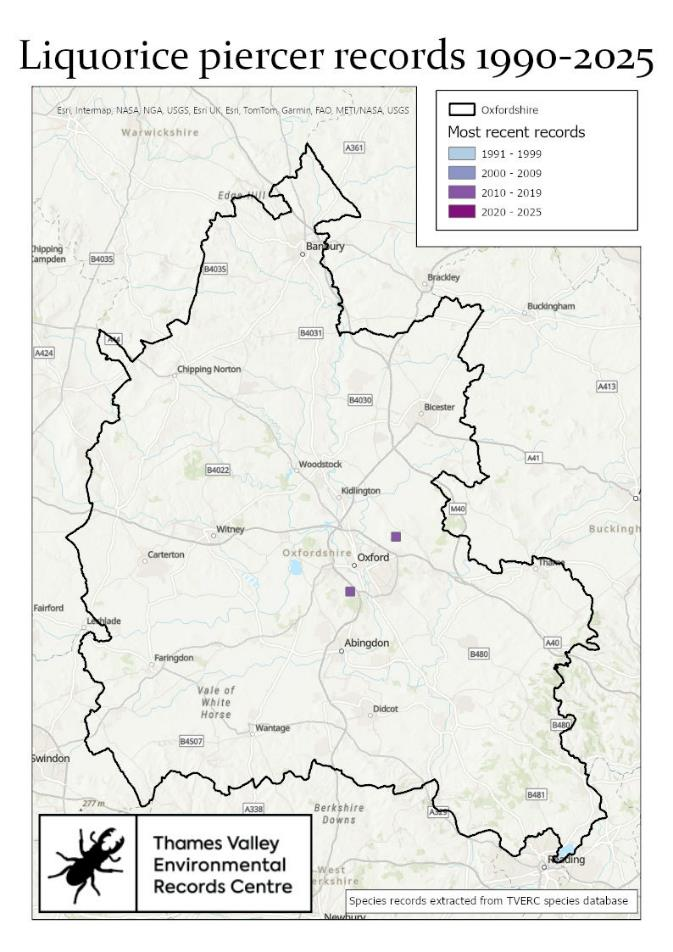 Liquorice piercer records 1990-2025
Esri, Intermap, NASA, NGA, USGS, Esri UK, Esri, TomTom, Garmin, FAO, METI/NASA, USGS
Oxfordshire
Most recent records
1991 - 1999
2000 - 2009
2010 - 2019
2020 - 2025
Warwickshire
A361
Edge Hill
Banbury
Chipping
Campden
B4035
B4035
Brackley
Buckingham
B4031
A44
A424
Chipping Norton
A413
B4030
Bicester
A41
Woodstock
B4022
Kidlington
M40
Witney
Buckingh
Oxfordshire
Carterton
Oxford
Thame
Fairford
Lechlade
Abingdon
A40
B480
Faringdon
Vale of
White
Horse
Didcot
B480
Wantage
B4507
Swindon
B481
277 m
A338
Berkshire
Downs
A329
Reading
West
erkshire
Newbury
Thames Valley
Environmental
Records Centre
Species records extracted from TVERC species database